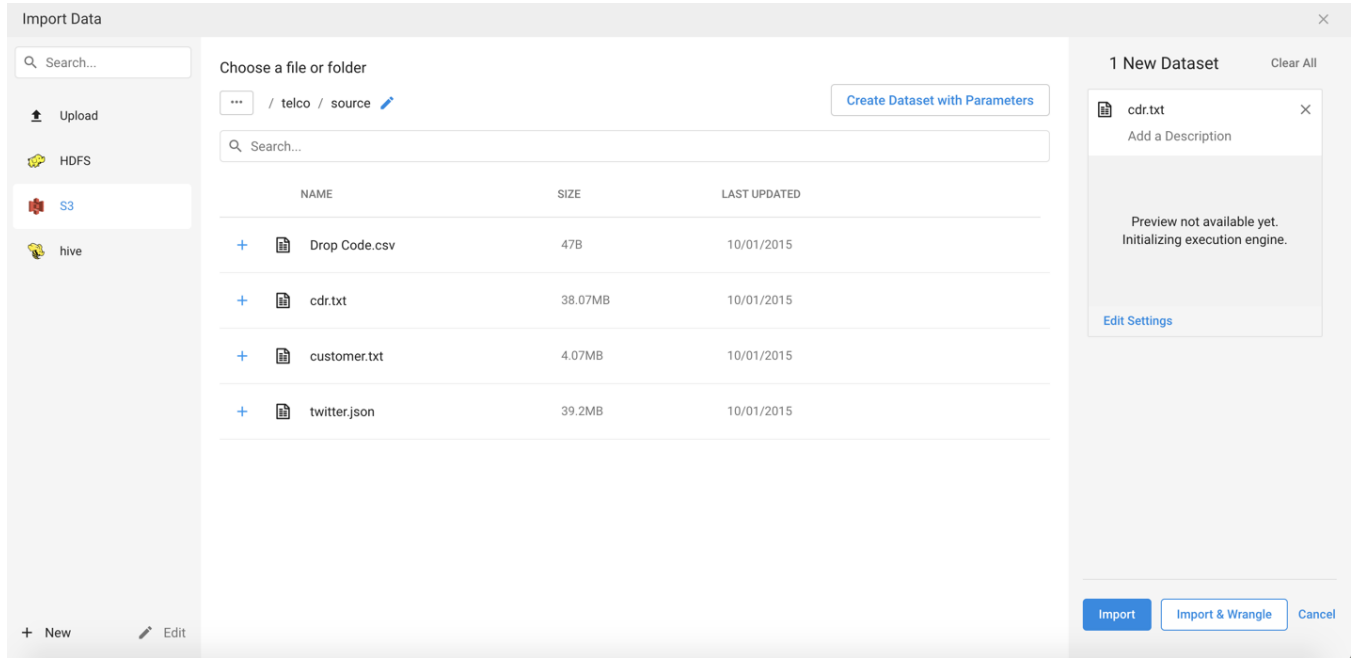 Import Data
Search...
Upload
HDFS
S3
hive
+ New
Edit
Choose a file or folder
... / telco / source
Create Dataset with Parameters
Search...
NAME SIZE LAST UPDATED
+ Drop Code.csv 47B 10/01/2015
+ cdr.txt 38.07MB 10/01/2015
+ customer.txt 4.07MB 10/01/2015
+ twitter.json 39.2MB 10/01/2015
1 New Dataset Clear All
cdr.txt
Add a Description
Preview not available yet.
Initializing execution engine.
Edit Settings
Import
Import & Wrangle
Cancel